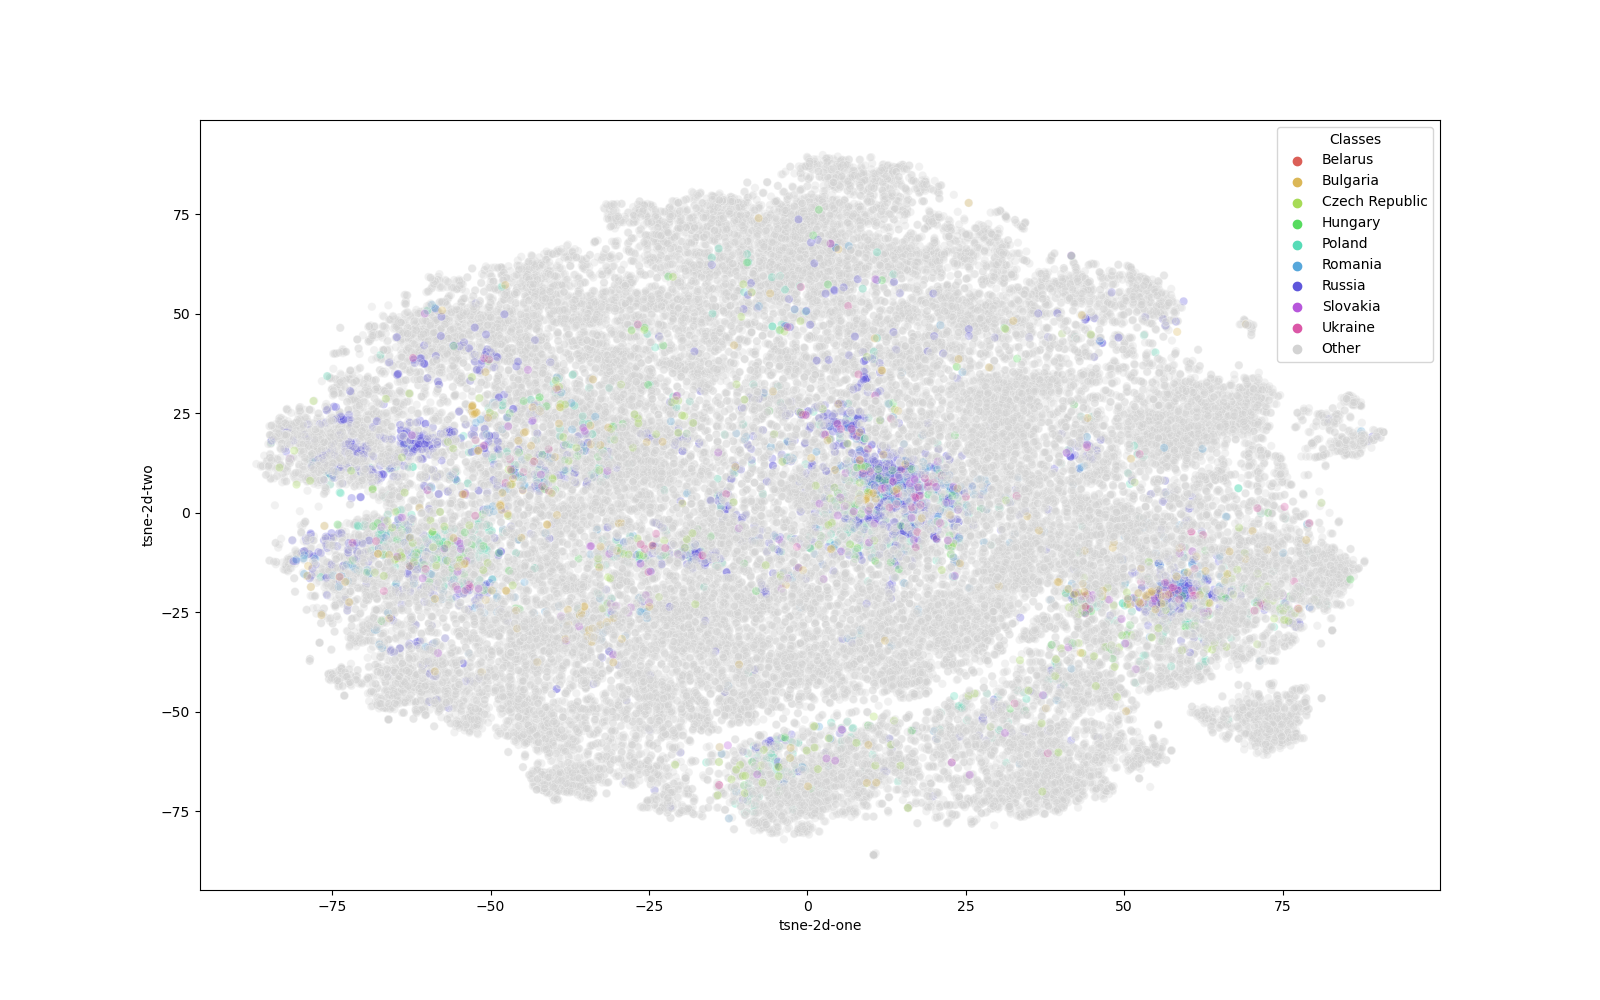 Classes
Belarus
Bulgaria
Czech Republic
Hungary
Poland
Romania
Russia
Slovakia
Ukraine
Other
75
50
25
0
−25
−50
−75
tsne-2d-two
−75 −50 −25 0 25 50 75
tsne-2d-one